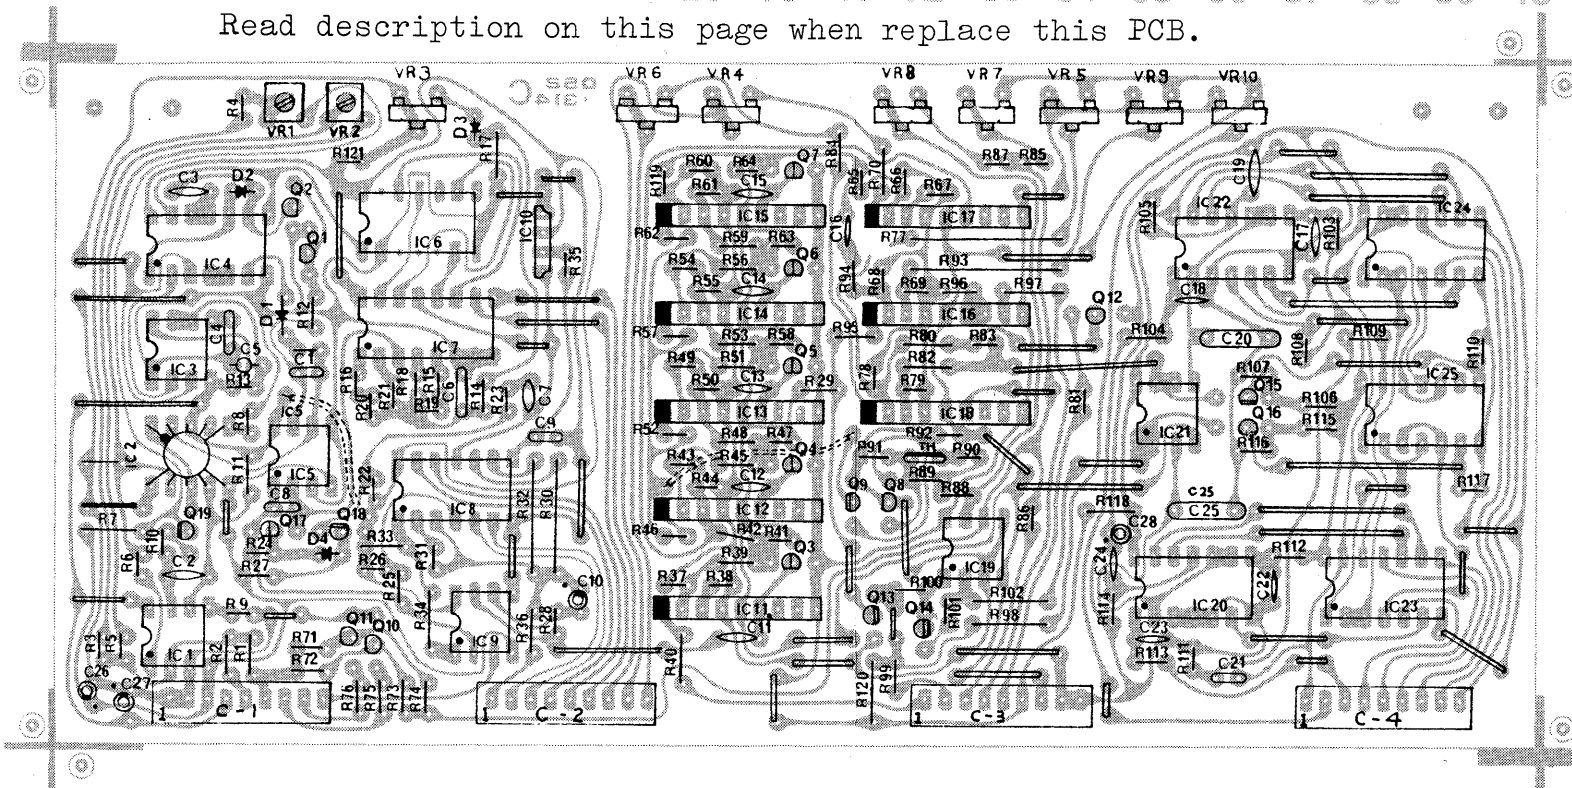 Read description on this page when replace this PCB.
VR3 VR6 VR4 VR8 VR7 VR5 VR9 VR10
R4 VR1 VR2 D3 R17
R121 R60 R64 Q7 R84 R70 R87 R85
C3 D2 Q2 R119 R61 C15 R66 R67 C19
IC10 IC15 IC17 R105 IC22 IC24
Q1 IC6 R62 R59 R63 C16 R77 C17 R103
IC4 R35 R54 R56 Q6 R93
R55 C14 R94 R68 R69 R96 R97 C18 Q12
D1 R12 IC14 IC16
C4 IC7 R57 R53 R58 R80 R83 R104 C20 R108 R109 R110
C5 C1 R49 R51 Q5 R82
IC3 R13 R16 R21 R18 R15 C6 R14 R23 C7 R50 C13 R29 R78 R79 R107 Q15 IC25
R20 R19 R81 R106
R8 IC5 IC13 IC18 Q16 R115
C9 R52 R48 R47 R92 IC21 R116
IC2 R43 R45 Q4 R91 TH R90
R11 IC5 R22 R44 C12 R89 R88 R117
C8 IC8 R32 R30 Q9 Q8 R86 R118 C25
R7 Q19 Q17 Q18 IC12 C25
R10 R33 R46 R42 R41 C28
R6 R27 D4 R26 R31 R39 Q3 IC19 R112
C2 R25 C10 R37 R38 R100 C24 C22
R9 R34 Q13 Q14 R101 R102 R114 IC20 IC23
R3 R5 Q11 Q10 R36 R28 IC11 R98
IC1 R2 R1 R71 R72 IC9 R40 C11 C23
C26 C27 R76 R75 R73 R74 R120 R99 R113 R111 C21
1 C-1 1 C-2 C-3 1 C-4